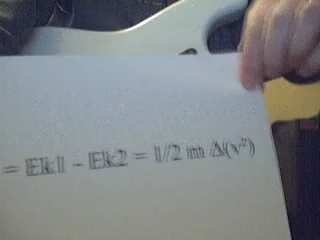 = Ek1 - Ek2 = 1/2 m Δ(v²)